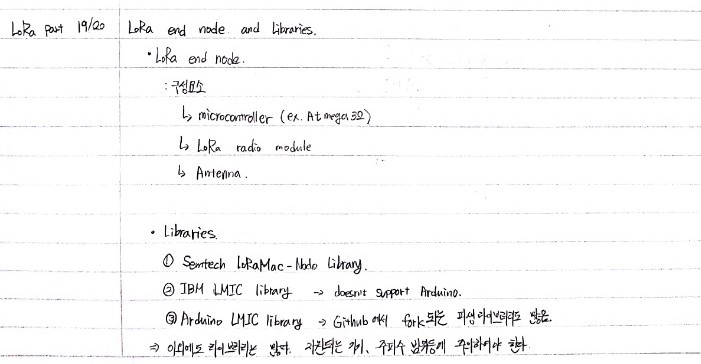 LoRa part 19/20 LoRa end node and Libraries.
• LoRa end node.
: 구성요소
↳ microcontroller (ex. Atmega32)
↳ LoRa radio module
↳ Antenna.
• Libraries.
① Semtech LoRaMac-Node Library.
② IBM LMIC library → doesn't support Arduino.
③ Arduino LMIC library → Github에서 fork되는 파생라이브러리도 많음.
⇒ 이외에도 라이브러리는 많다. 지원되는 기기, 주파수 범위등에 주의하여야 한다.